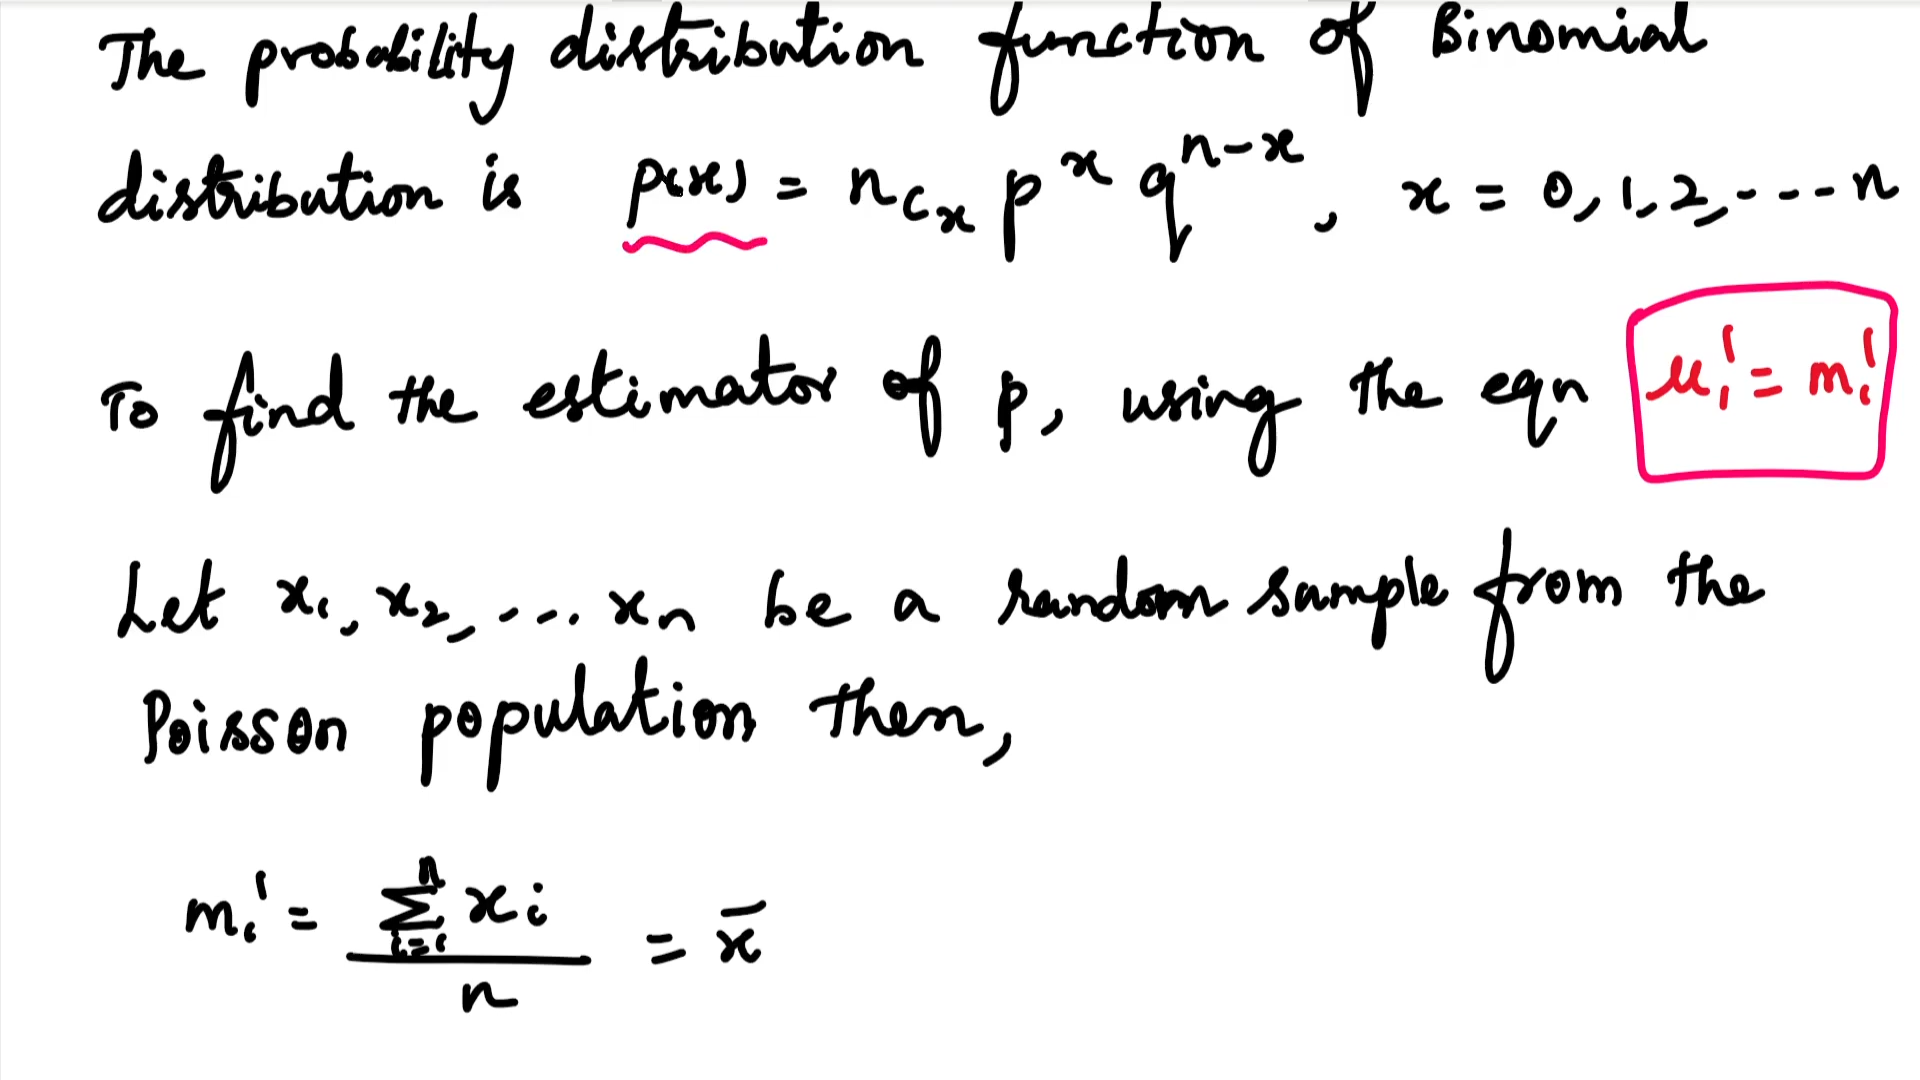 The probability distribution function of Binomial
distribution is p(x) = nCx p^x q^(n-x), x = 0, 1, 2, ---- n
To find the estimator of p, using the eqn μ₁' = m₁'
Let x₁, x₂, .... xn be a random sample from the
Poisson population then,
m₁' = Σ_(i=1)^n xi / n = x̄